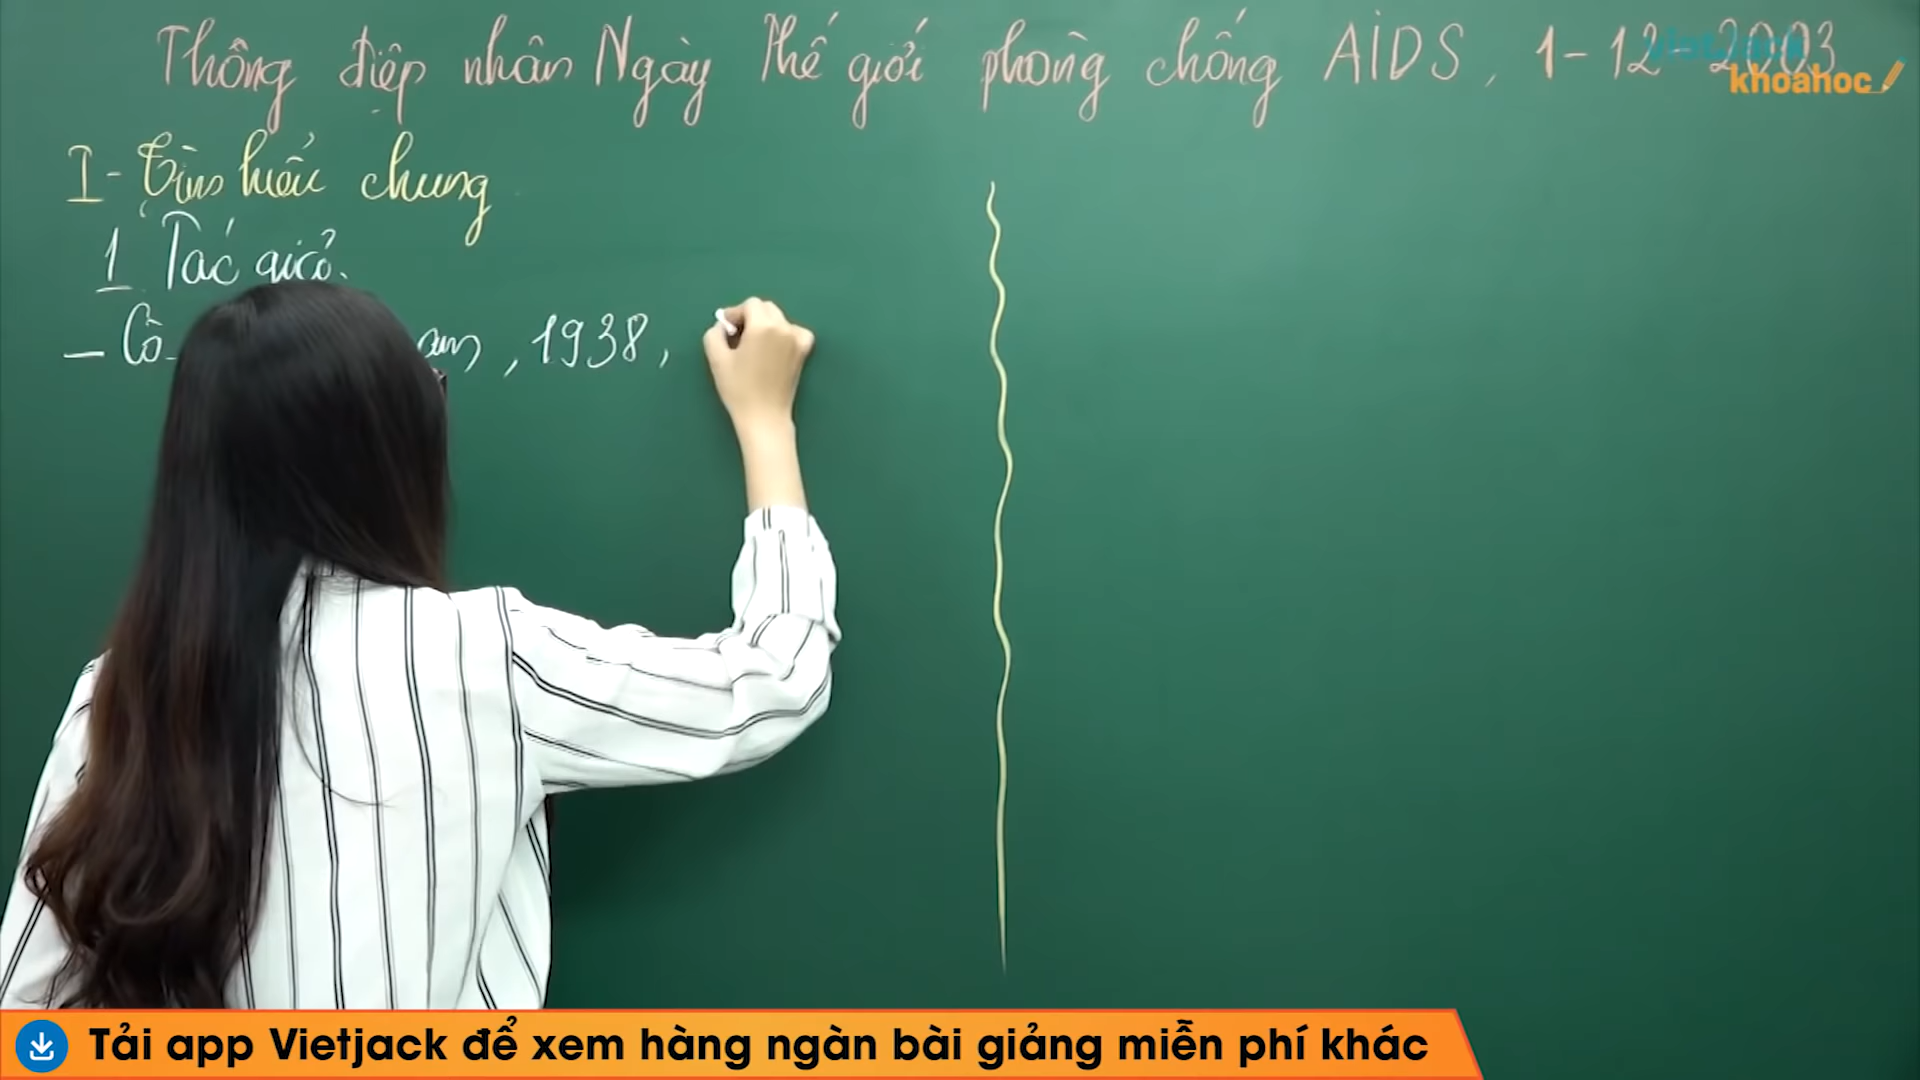 Thông điệp nhân Ngày Thế giới phòng chống AIDS, 1-12-2003
vietjack
khoahoc
I- Tìm hiểu chung
1 Tác giả.
- Cô , 1938,
Tải app Vietjack để xem hàng ngàn bài giảng miễn phí khác